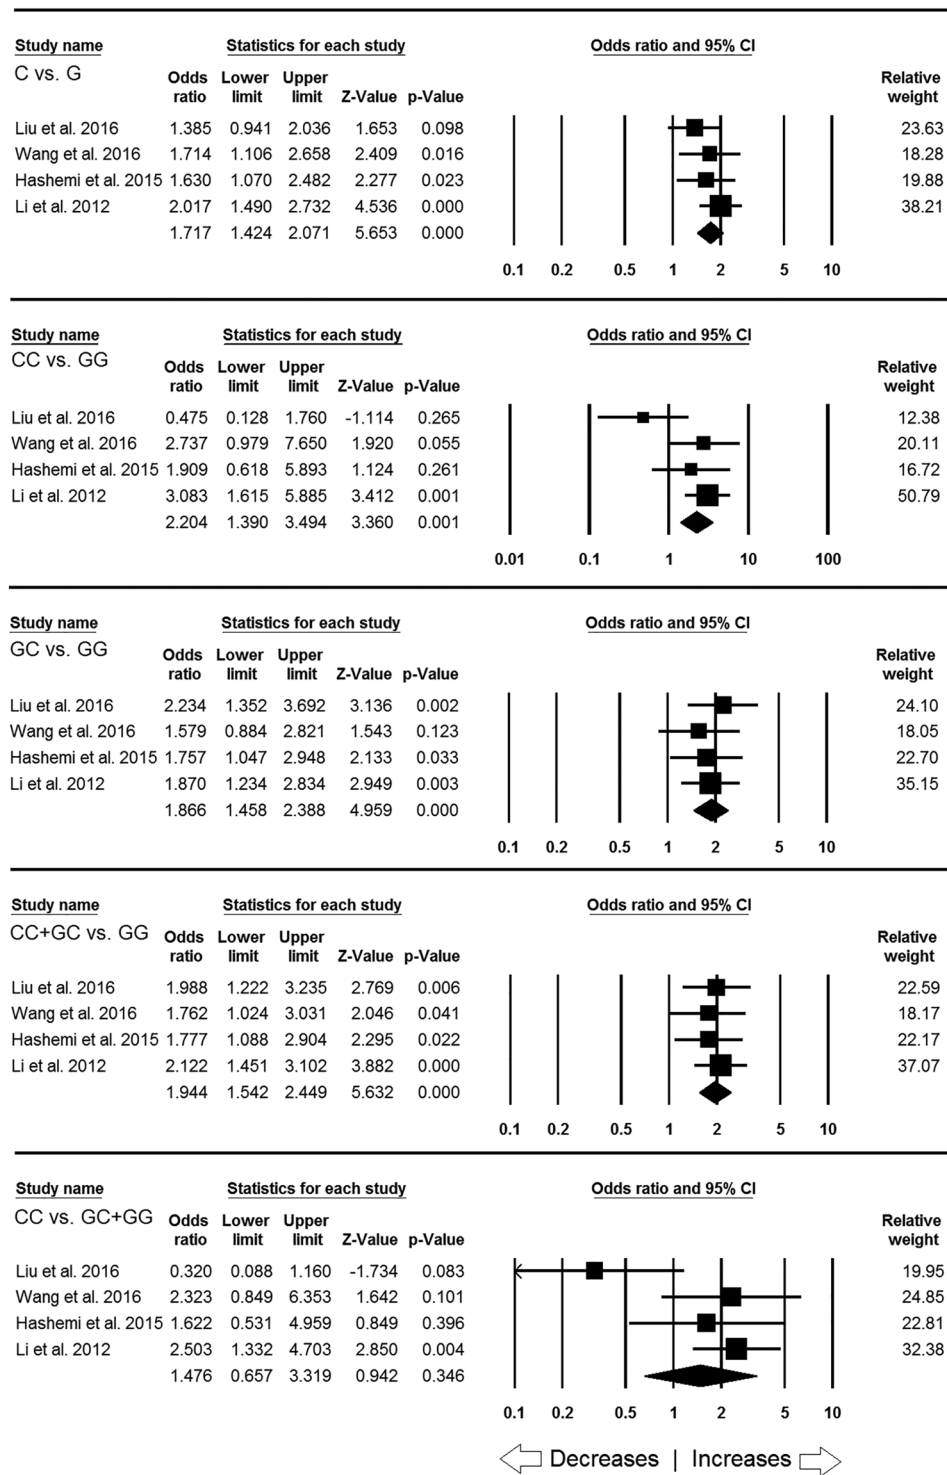 Study name Statistics for each study Odds ratio and 95% CI
C vs. G
Odds ratio Lower limit Upper limit Z-Value p-Value Relative weight
Liu et al. 2016 1.385 0.941 2.036 1.653 0.098 23.63
Wang et al. 2016 1.714 1.106 2.658 2.409 0.016 18.28
Hashemi et al. 2015 1.630 1.070 2.482 2.277 0.023 19.88
Li et al. 2012 2.017 1.490 2.732 4.536 0.000 38.21
1.717 1.424 2.071 5.653 0.000
0.1 0.2 0.5 1 2 5 10
Study name Statistics for each study Odds ratio and 95% CI
CC vs. GG
Odds ratio Lower limit Upper limit Z-Value p-Value Relative weight
Liu et al. 2016 0.475 0.128 1.760 -1.114 0.265 12.38
Wang et al. 2016 2.737 0.979 7.650 1.920 0.055 20.11
Hashemi et al. 2015 1.909 0.618 5.893 1.124 0.261 16.72
Li et al. 2012 3.083 1.615 5.885 3.412 0.001 50.79
2.204 1.390 3.494 3.360 0.001
0.01 0.1 1 10 100
Study name Statistics for each study Odds ratio and 95% CI
GC vs. GG
Odds ratio Lower limit Upper limit Z-Value p-Value Relative weight
Liu et al. 2016 2.234 1.352 3.692 3.136 0.002 24.10
Wang et al. 2016 1.579 0.884 2.821 1.543 0.123 18.05
Hashemi et al. 2015 1.757 1.047 2.948 2.133 0.033 22.70
Li et al. 2012 1.870 1.234 2.834 2.949 0.003 35.15
1.866 1.458 2.388 4.959 0.000
0.1 0.2 0.5 1 2 5 10
Study name Statistics for each study Odds ratio and 95% CI
CC+GC vs. GG
Odds ratio Lower limit Upper limit Z-Value p-Value Relative weight
Liu et al. 2016 1.988 1.222 3.235 2.769 0.006 22.59
Wang et al. 2016 1.762 1.024 3.031 2.046 0.041 18.17
Hashemi et al. 2015 1.777 1.088 2.904 2.295 0.022 22.17
Li et al. 2012 2.122 1.451 3.102 3.882 0.000 37.07
1.944 1.542 2.449 5.632 0.000
0.1 0.2 0.5 1 2 5 10
Study name Statistics for each study Odds ratio and 95% CI
CC vs. GC+GG
Odds ratio Lower limit Upper limit Z-Value p-Value Relative weight
Liu et al. 2016 0.320 0.088 1.160 -1.734 0.083 19.95
Wang et al. 2016 2.323 0.849 6.353 1.642 0.101 24.85
Hashemi et al. 2015 1.622 0.531 4.959 0.849 0.396 22.81
Li et al. 2012 2.503 1.332 4.703 2.850 0.004 32.38
1.476 0.657 3.319 0.942 0.346
0.1 0.2 0.5 1 2 5 10
Decreases | Increases